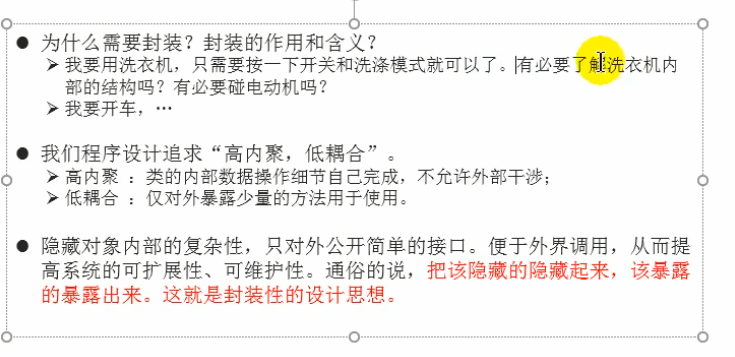 ● 为什么需要封装？封装的作用和含义？
➢ 我要用洗衣机，只需要按一下开关和洗涤模式就可以了。有必要了解洗衣机内
部的结构吗？有必要碰电动机吗？
➢ 我要开车，…
● 我们程序设计追求“高内聚，低耦合”。
➢ 高内聚 ：类的内部数据操作细节自己完成，不允许外部干涉；
➢ 低耦合 ：仅对外暴露少量的方法用于使用。
● 隐藏对象内部的复杂性，只对外公开简单的接口。便于外界调用，从而提
高系统的可扩展性、可维护性。通俗的说，把该隐藏的隐藏起来，该暴露
的暴露出来。这就是封装性的设计思想。